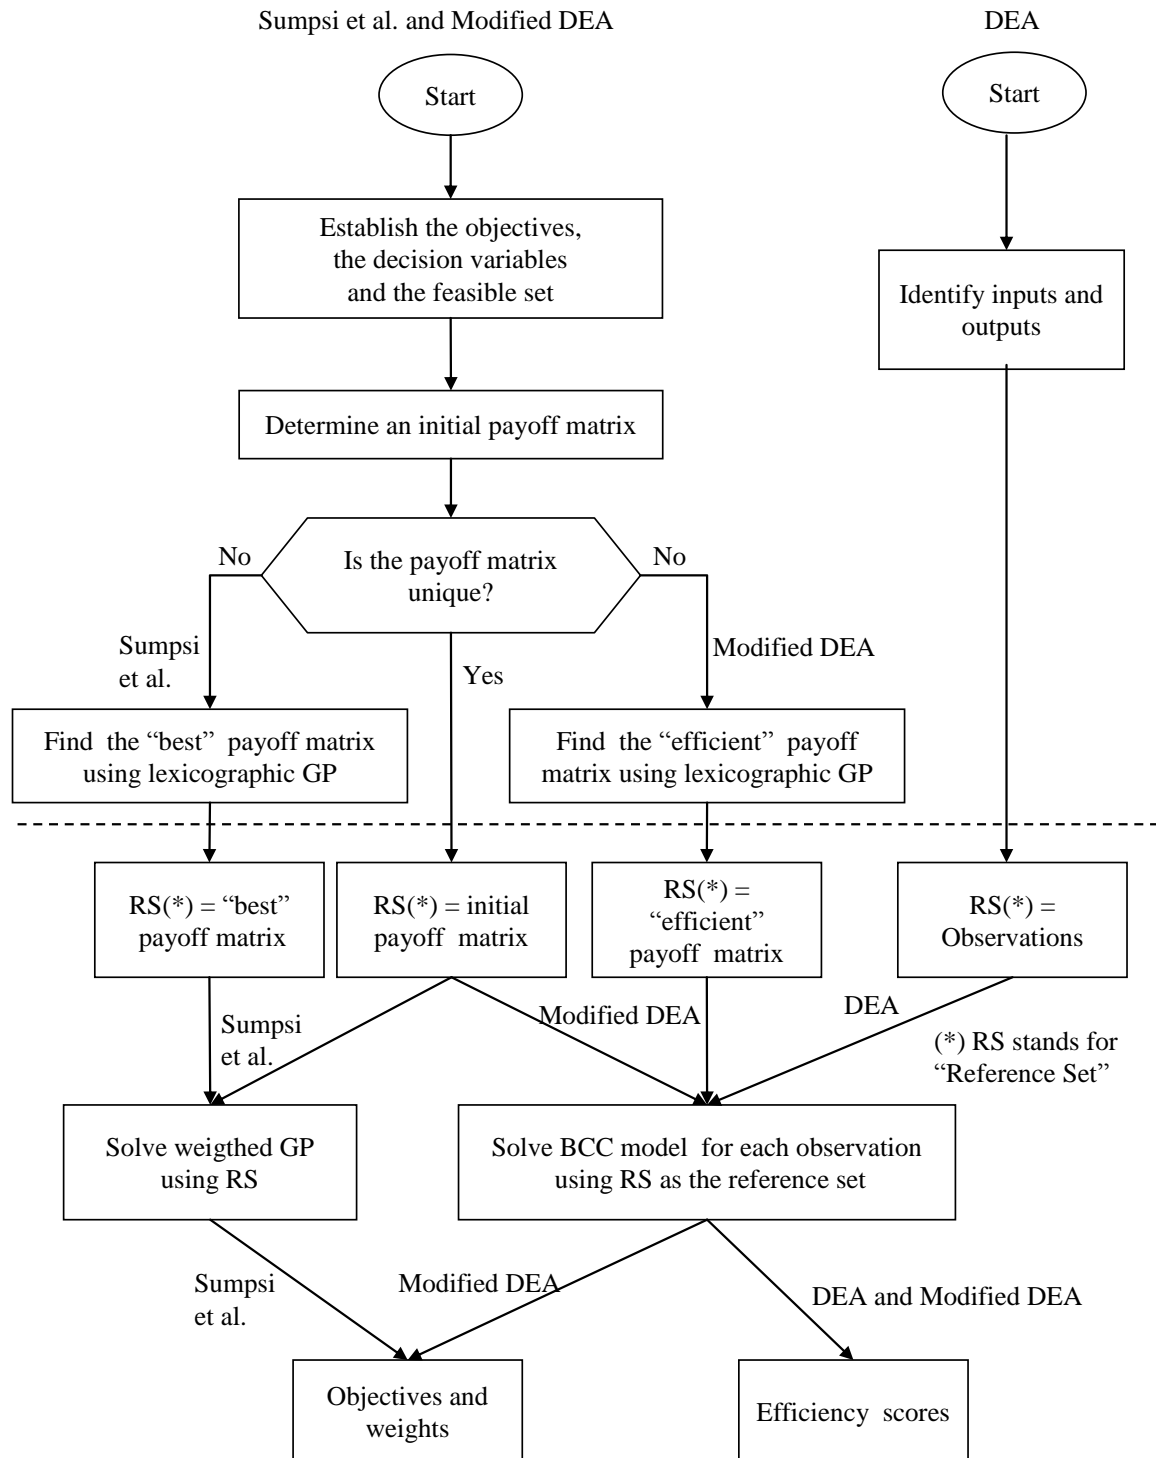 Sumpsi et al. and Modified DEA
DEA
Start
Start
Establish the objectives,
the decision variables
and the feasible set
Identify inputs and
outputs
Determine an initial payoff matrix
No
Is the payoff matrix
unique?
No
Sumpsi
et al.
Yes
Modified DEA
Find the “best” payoff matrix
using lexicographic GP
Find the “efficient” payoff
matrix using lexicographic GP
RS(*) = “best”
payoff matrix
RS(*) = initial
payoff matrix
RS(*) =
“efficient”
payoff matrix
RS(*) =
Observations
Sumpsi
et al.
Modified DEA
DEA
(*) RS stands for
“Reference Set”
Solve weigthed GP
using RS
Solve BCC model for each observation
using RS as the reference set
Sumpsi
et al.
Modified DEA
DEA and Modified DEA
Objectives and
weights
Efficiency scores